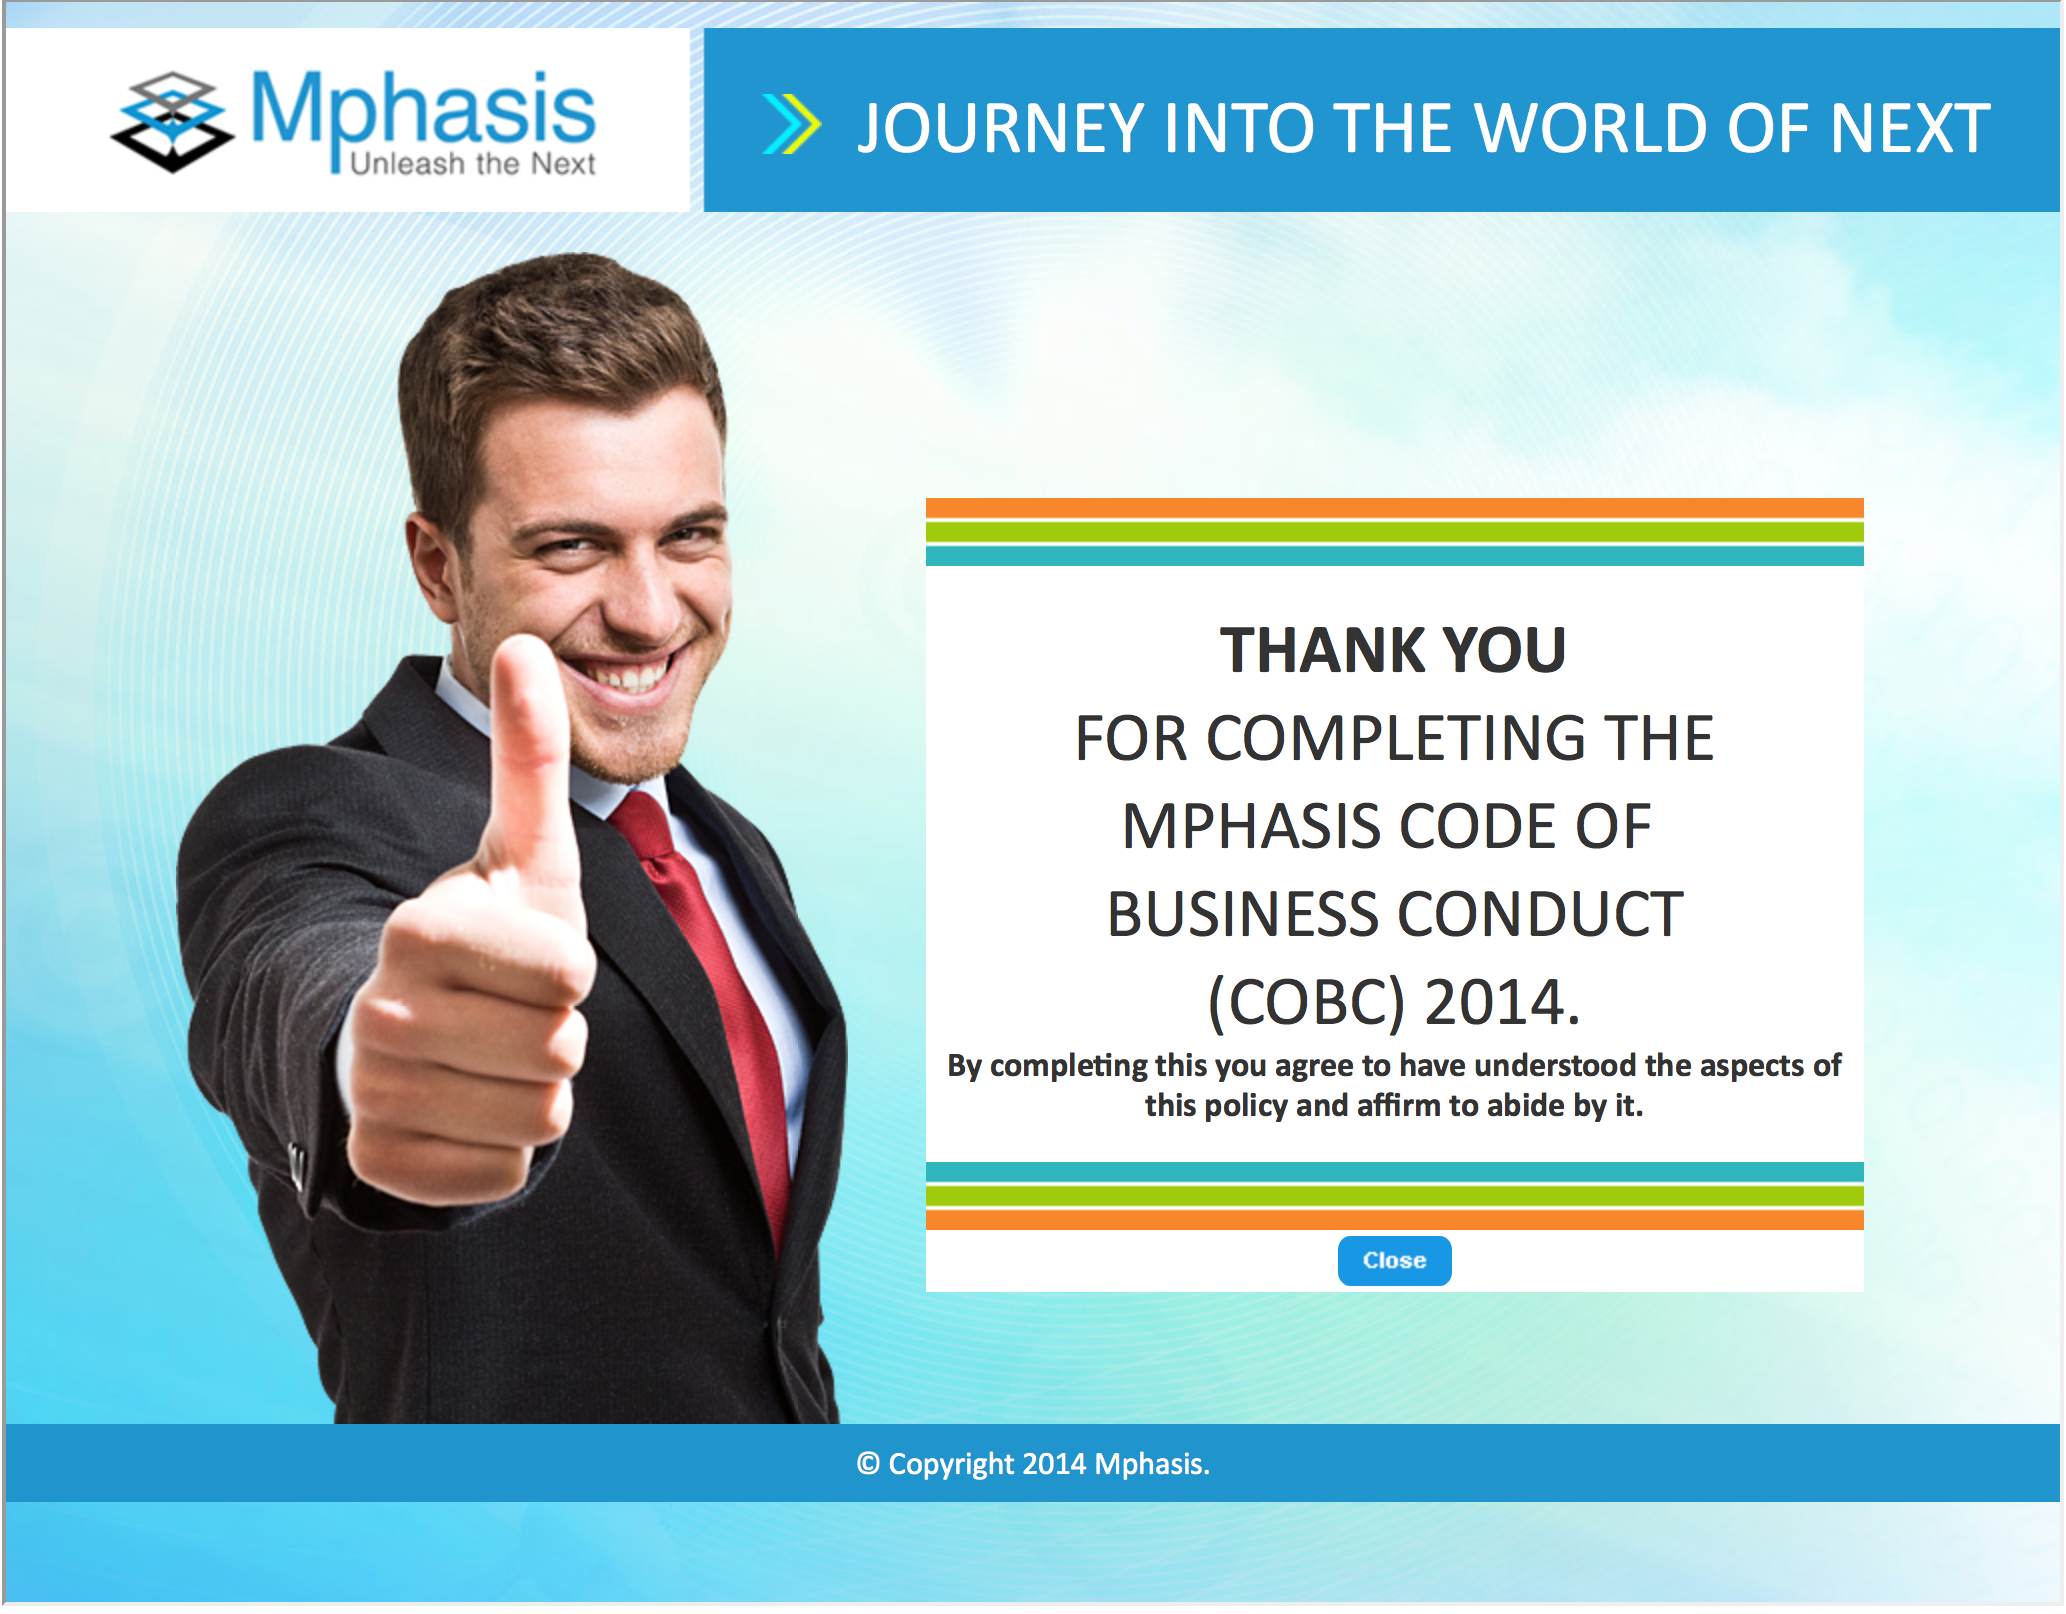 Mphasis
Unleash the Next
JOURNEY INTO THE WORLD OF NEXT
THANK YOU
FOR COMPLETING THE
MPHASIS CODE OF
BUSINESS CONDUCT
(COBC) 2014.
By completing this you agree to have understood the aspects of
this policy and affirm to abide by it.
Close
© Copyright 2014 Mphasis.